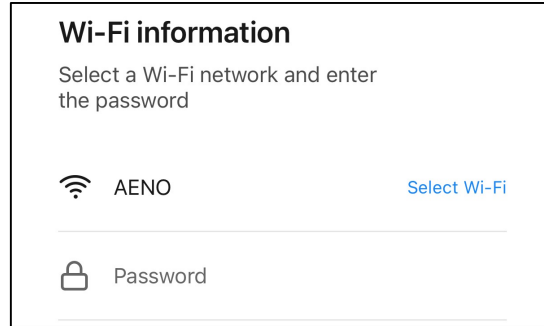 Wi-Fi information
Select a Wi-Fi network and enter
the password
AENO Select Wi-Fi
Password